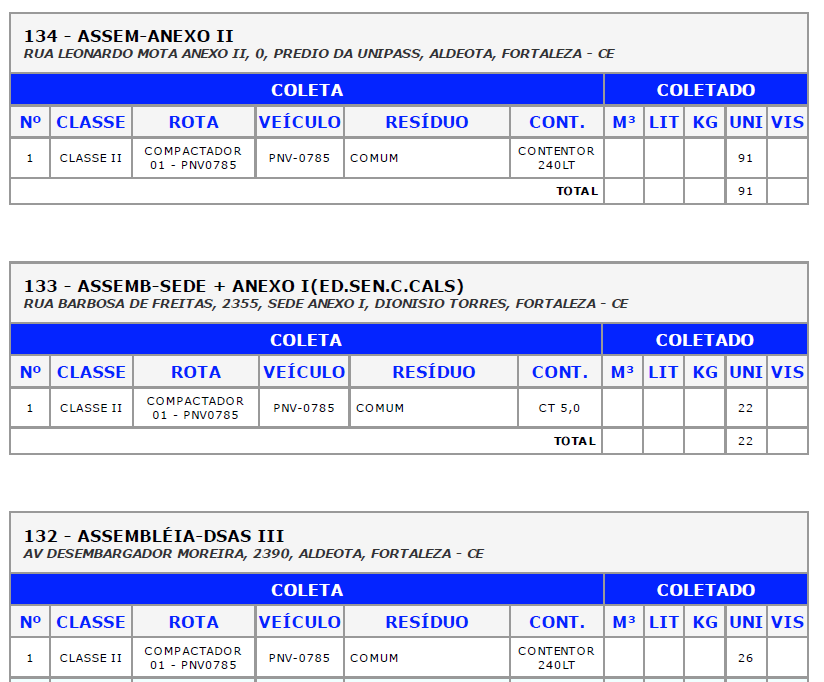 134 - ASSEM-ANEXO II
RUA LEONARDO MOTA ANEXO II, 0, PREDIO DA UNIPASS, ALDEOTA, FORTALEZA - CE
COLETA COLETADO
Nº CLASSE ROTA VEÍCULO RESÍDUO CONT. M³ LIT KG UNI VIS
1 CLASSE II COMPACTADOR 01 - PNV0785 PNV-0785 COMUM CONTENTOR 240LT 91
TOTAL 91
133 - ASSEMB-SEDE + ANEXO I(ED.SEN.C.CALS)
RUA BARBOSA DE FREITAS, 2355, SEDE ANEXO I, DIONISIO TORRES, FORTALEZA - CE
COLETA COLETADO
Nº CLASSE ROTA VEÍCULO RESÍDUO CONT. M³ LIT KG UNI VIS
1 CLASSE II COMPACTADOR 01 - PNV0785 PNV-0785 COMUM CT 5,0 22
TOTAL 22
132 - ASSEMBLÉIA-DSAS III
AV DESEMBARGADOR MOREIRA, 2390, ALDEOTA, FORTALEZA - CE
COLETA COLETADO
Nº CLASSE ROTA VEÍCULO RESÍDUO CONT. M³ LIT KG UNI VIS
1 CLASSE II COMPACTADOR 01 - PNV0785 PNV-0785 COMUM CONTENTOR 240LT 26